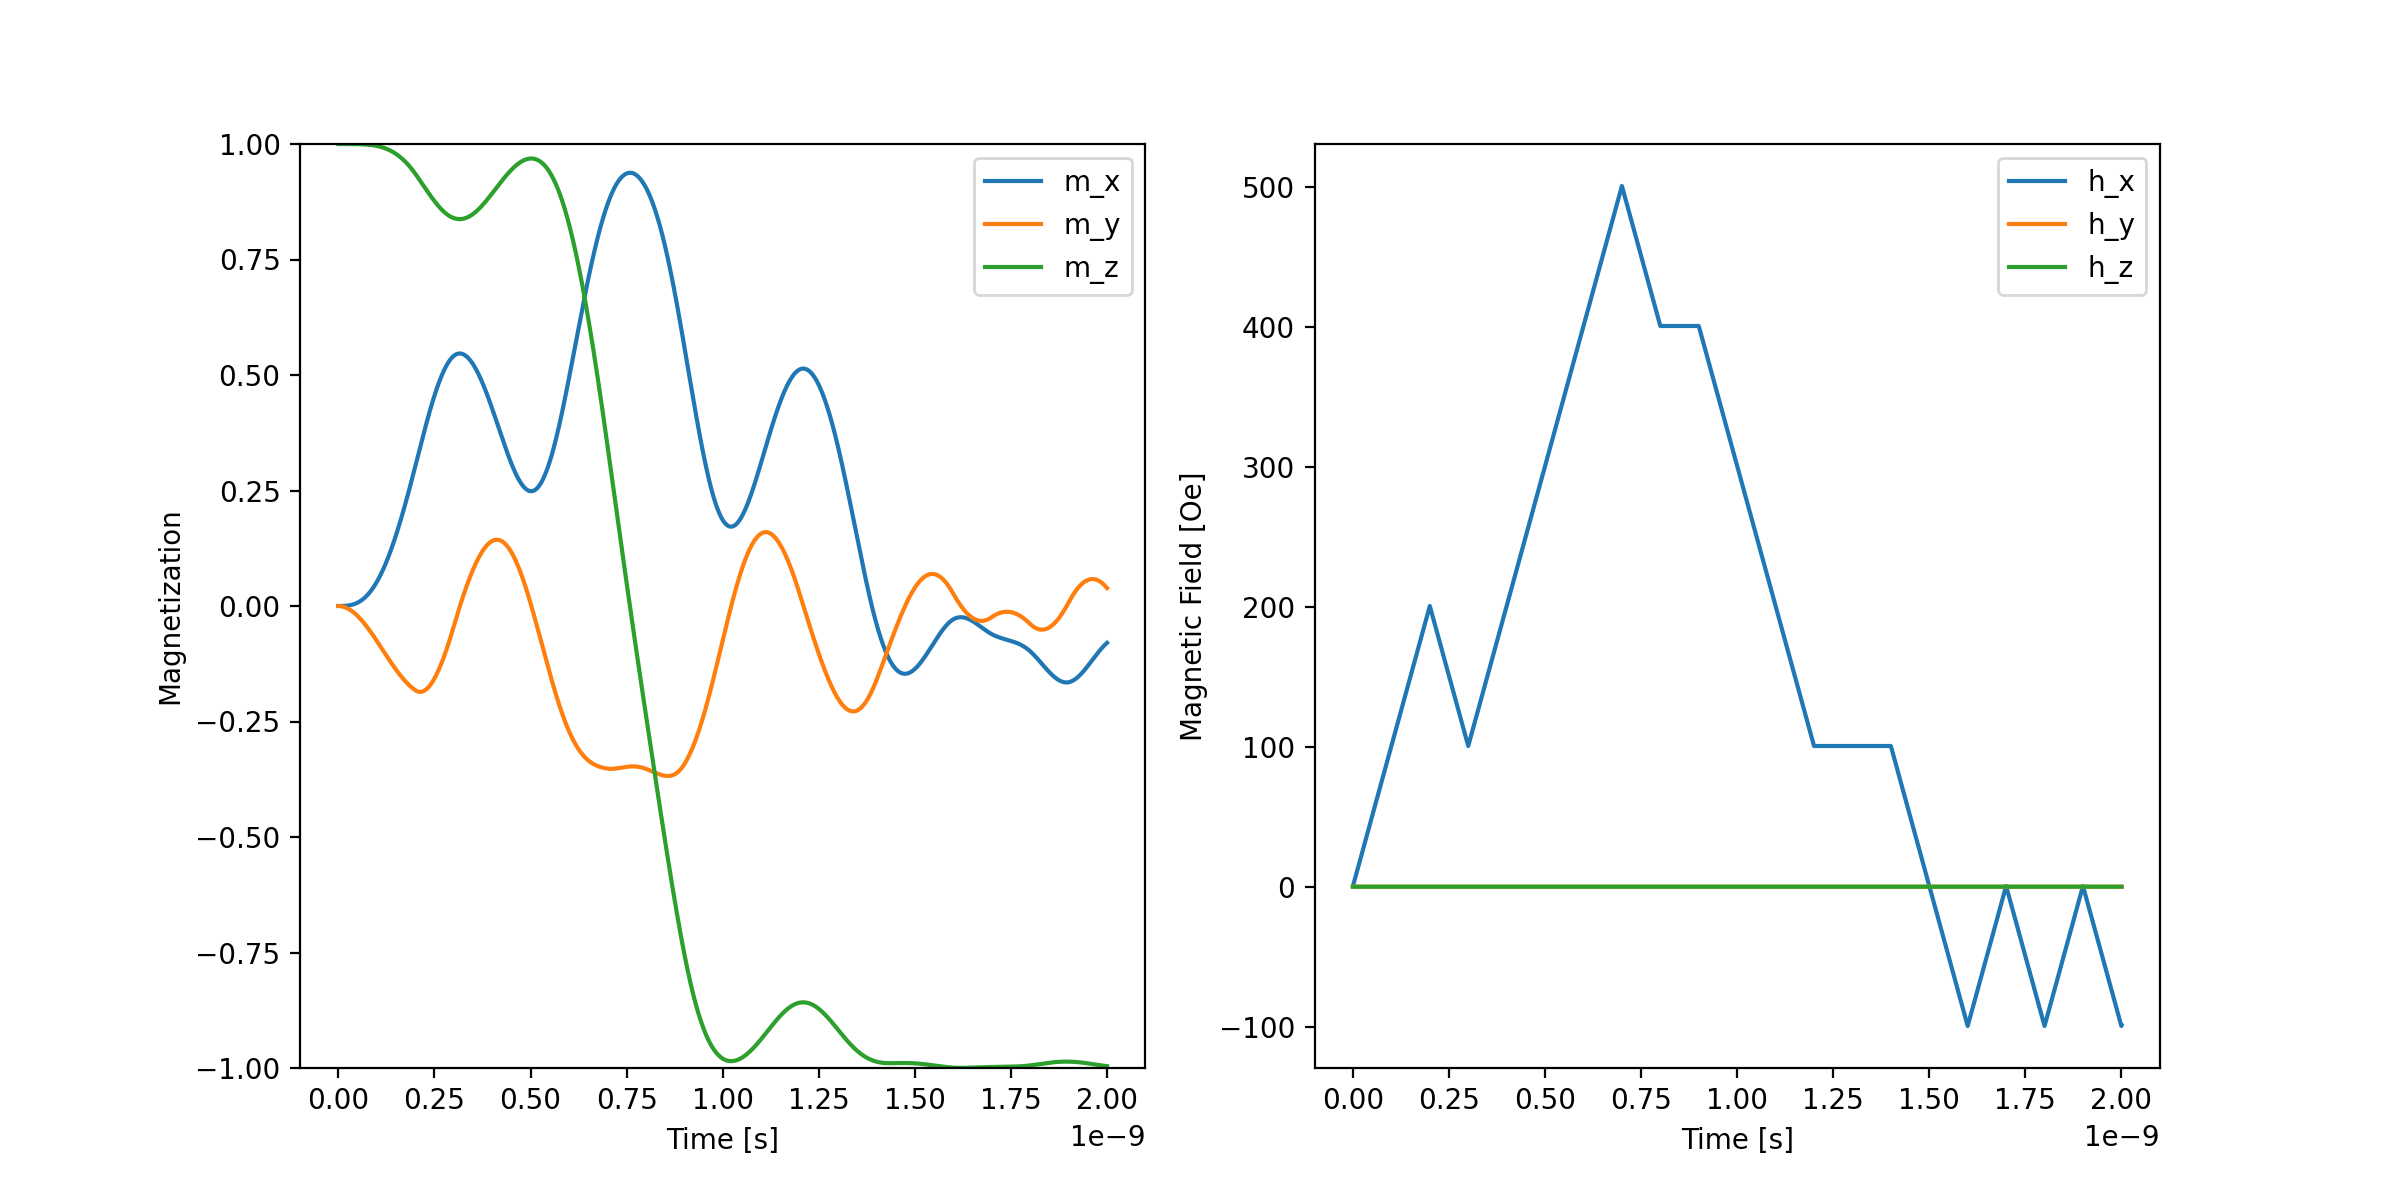 Magnetization
1.00
0.75
0.50
0.25
0.00
−0.25
−0.50
−0.75
−1.00
m_x
m_y
m_z
0.00 0.25 0.50 0.75 1.00 1.25 1.50 1.75 2.00
Time [s]
1e−9
Magnetic Field [Oe]
500
400
300
200
100
0
−100
h_x
h_y
h_z
0.00 0.25 0.50 0.75 1.00 1.25 1.50 1.75 2.00
Time [s]
1e−9